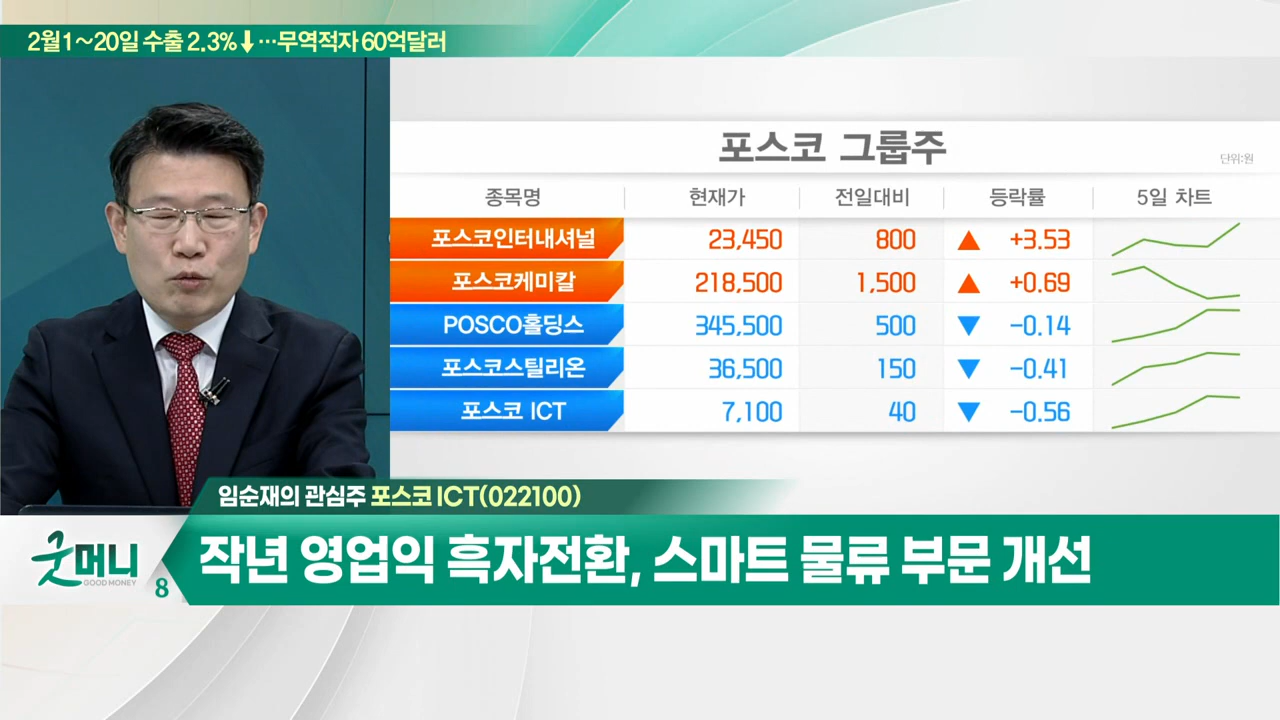 2월1~20일 수출 2.3%⬇…무역적자 60억달러
포스코 그룹주
단위:원
종목명 현재가 전일대비 등락률 5일 차트
포스코인터내셔널 23,450 800 ▲ +3.53
포스코케미칼 218,500 1,500 ▲ +0.69
POSCO홀딩스 345,500 500 ▼ -0.14
포스코스틸리온 36,500 150 ▼ -0.41
포스코 ICT 7,100 40 ▼ -0.56
임순재의 관심주 포스코 ICT(022100)
굿머니
GOOD MONEY
8
작년 영업익 흑자전환, 스마트 물류 부문 개선